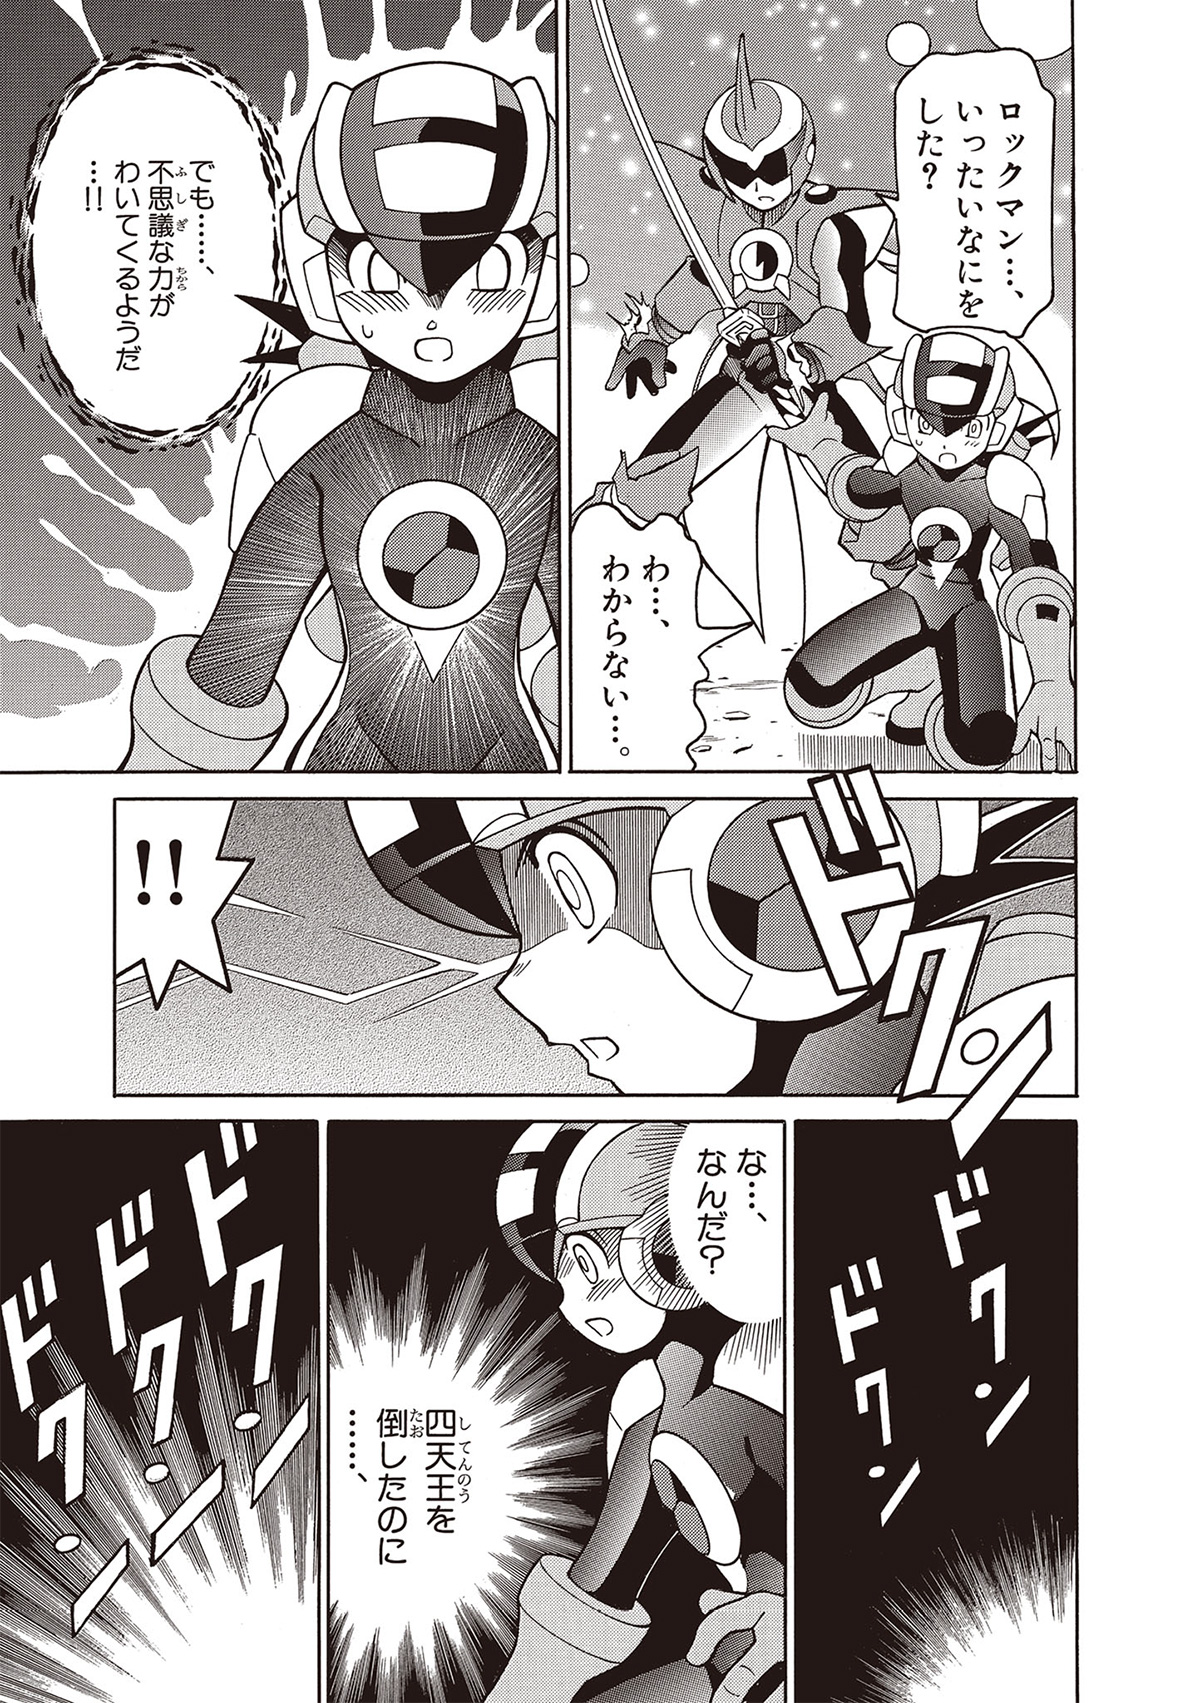 ロックマン…、
いったいなにを
した?
わ…、
わからない…。
でも……、
不思議な力が
わいてくるようだ
…!!
ドクン
!!
ドクン
ドクン
な…、
なんだ?
四天王を
倒したのに
……、
ドクン
ドクン
ドクン